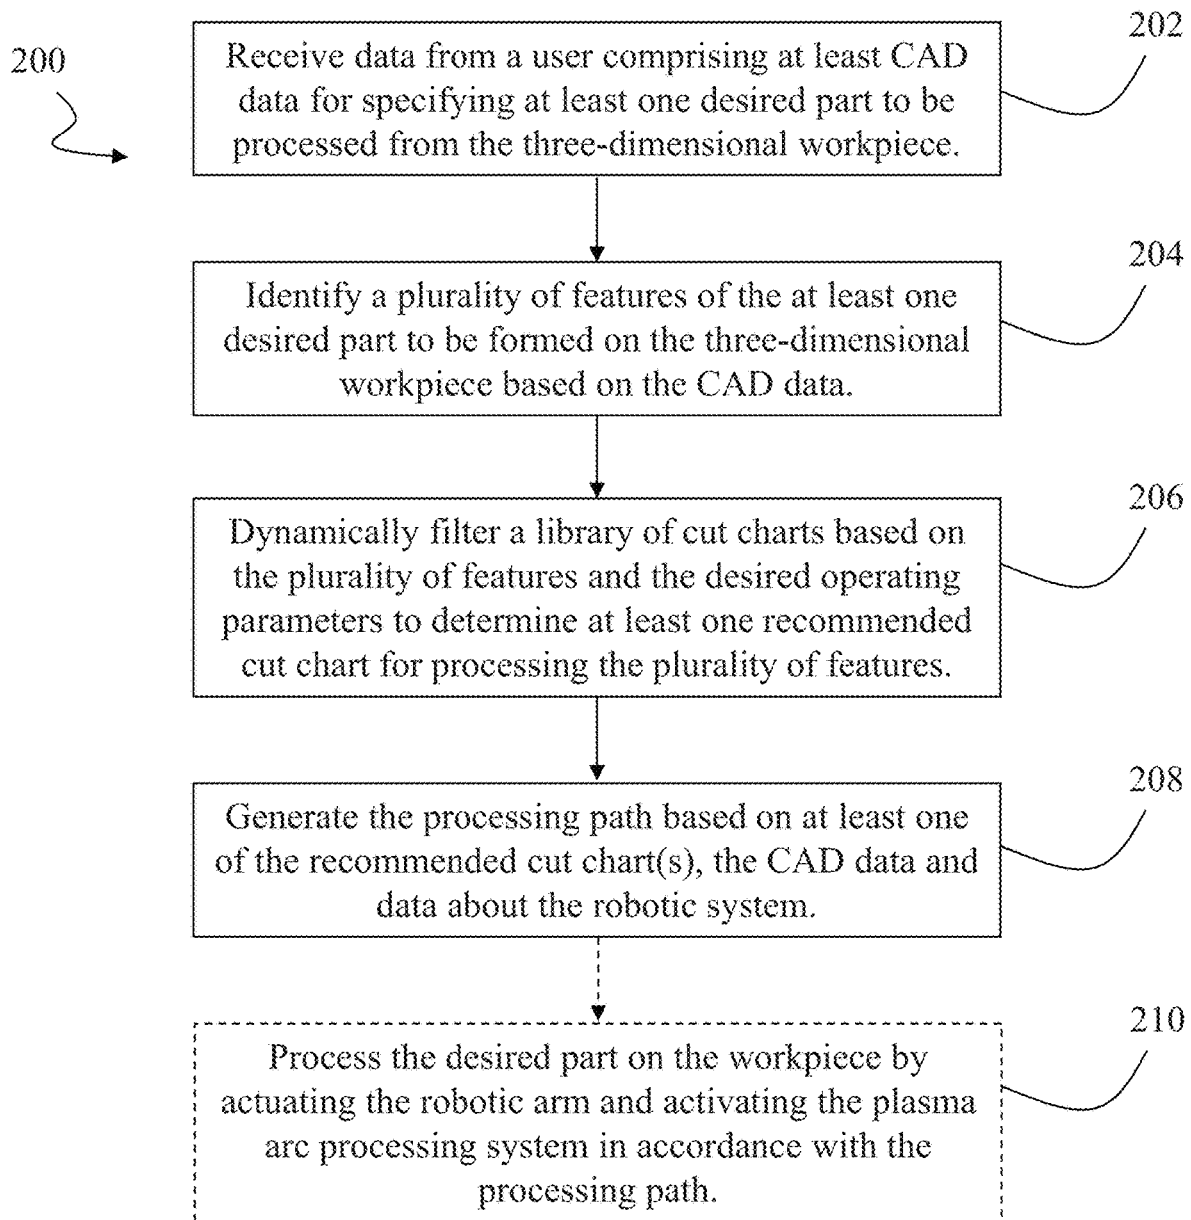 200
202
Receive data from a user comprising at least CAD
data for specifying at least one desired part to be
processed from the three-dimensional workpiece.
204
Identify a plurality of features of the at least one
desired part to be formed on the three-dimensional
workpiece based on the CAD data.
206
Dynamically filter a library of cut charts based on
the plurality of features and the desired operating
parameters to determine at least one recommended
cut chart for processing the plurality of features.
208
Generate the processing path based on at least one
of the recommended cut chart(s), the CAD data and
data about the robotic system.
210
Process the desired part on the workpiece by
actuating the robotic arm and activating the plasma
arc processing system in accordance with the
processing path.